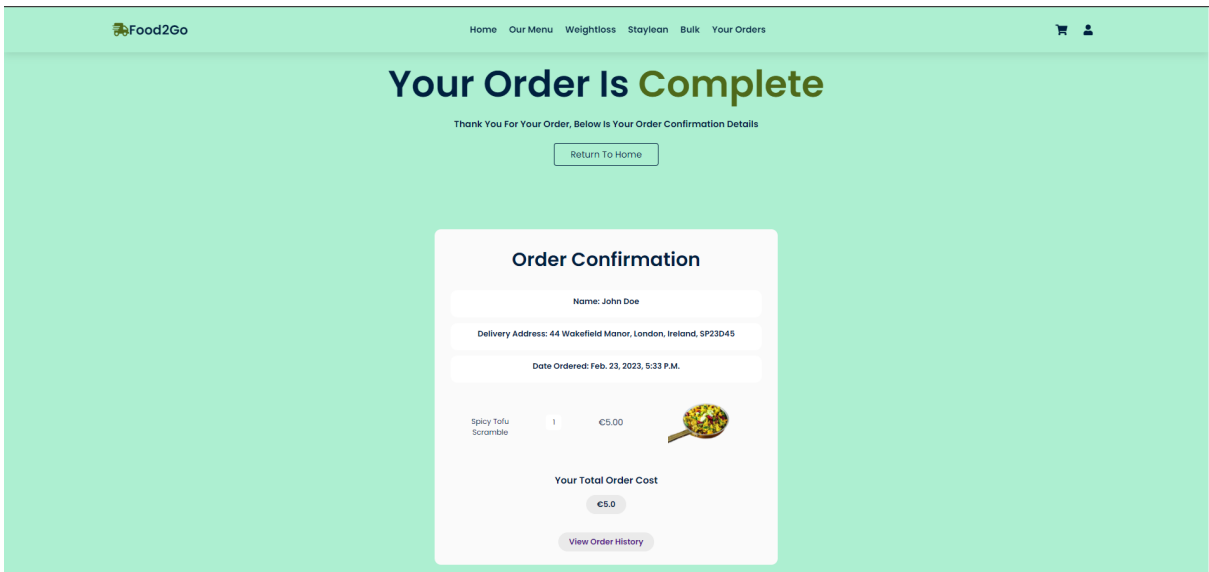 Food2Go
Home Our Menu Weightloss Staylean Bulk Your Orders
Your Order Is Complete
Thank You For Your Order, Below Is Your Order Confirmation Details
Return To Home
Order Confirmation
Name: John Doe
Delivery Address: 44 Wakefield Manor, London, Ireland, SP23D45
Date Ordered: Feb. 23, 2023, 5:33 P.M.
Spicy Tofu
Scramble
1
€5.00
Your Total Order Cost
€5.0
View Order History